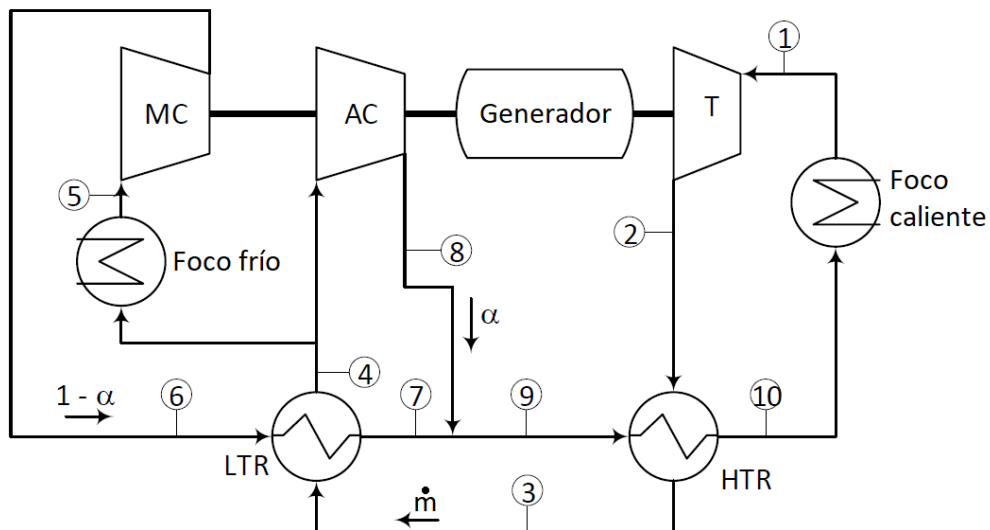 1
MC
AC
Generador
T
5
Foco
caliente
2
Foco frío
8
α
4
1 - α
6
7
9
10
LTR
HTR
ṁ
3